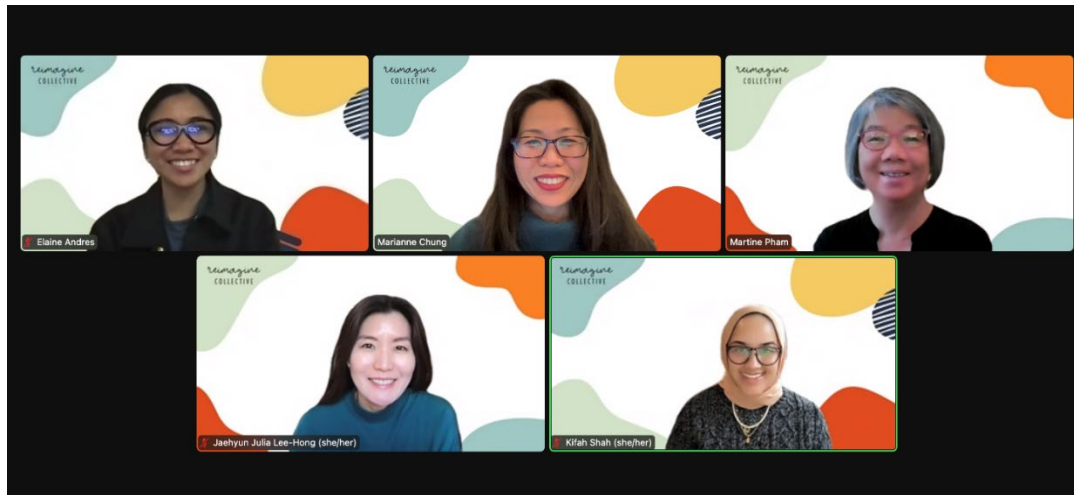 reimagine
COLLECTIVE
reimagine
COLLECTIVE
reimagine
COLLECTIVE
Elaine Andres
Marianne Chung
Martine Pham
reimagine
COLLECTIVE
reimagine
COLLECTIVE
Jaehyun Julia Lee-Hong (she/her)
Kifah Shah (she/her)